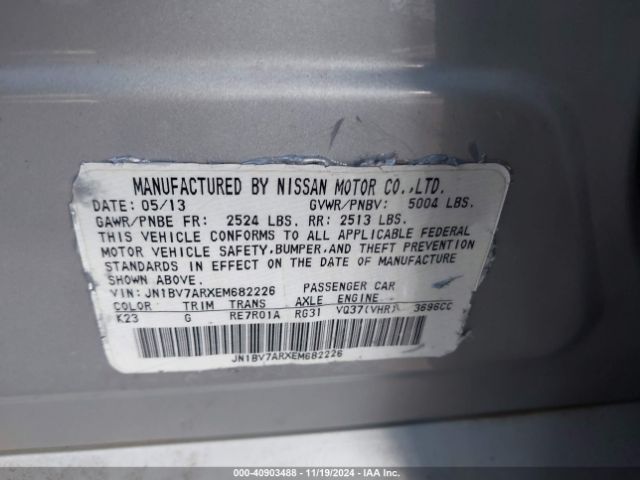 MANUFACTURED BY NISSAN MOTOR CO.,LTD.
DATE: 05/13 GVWR/PNBV: 5004 LBS.
GAWR/PNBE FR: 2524 LBS. RR: 2513 LBS.
THIS VEHICLE CONFORMS TO ALL APPLICABLE FEDERAL
MOTOR VEHICLE SAFETY,BUMPER,AND THEFT PREVENTION
STANDARDS IN EFFECT ON THE DATE OF MANUFACTURE
SHOWN ABOVE.
VIN: JN1BV7ARXEM682226 PASSENGER CAR
COLOR TRIM TRANS AXLE ENGINE
K23 G RE7R01A RG31 VQ37(VHR) 3696CC
JN1BV7ARXEM682226
000-40903488 - 11/19/2024 - IAA Inc.